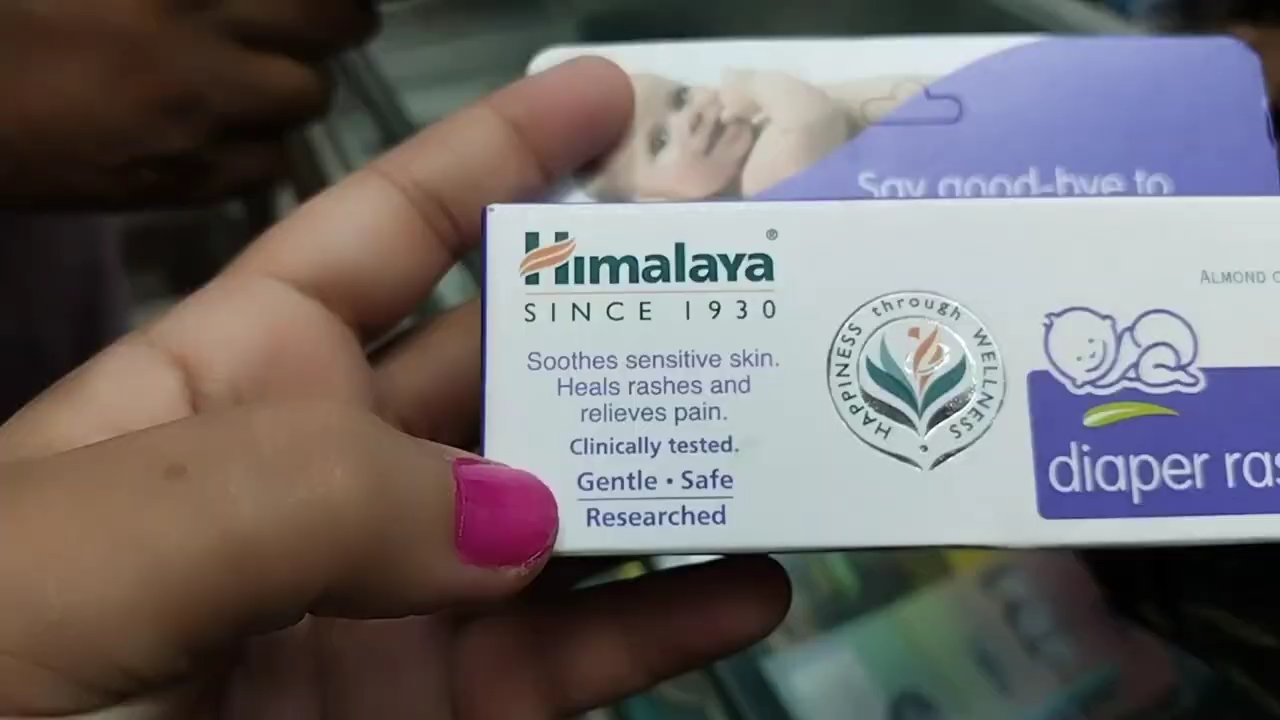 Say good-bye to
Himalaya®
SINCE 1930
Soothes sensitive skin.
Heals rashes and
relieves pain.
Clinically tested.
Gentle • Safe
Researched
HAPPINESS through WELLNESS
ALMOND
diaper